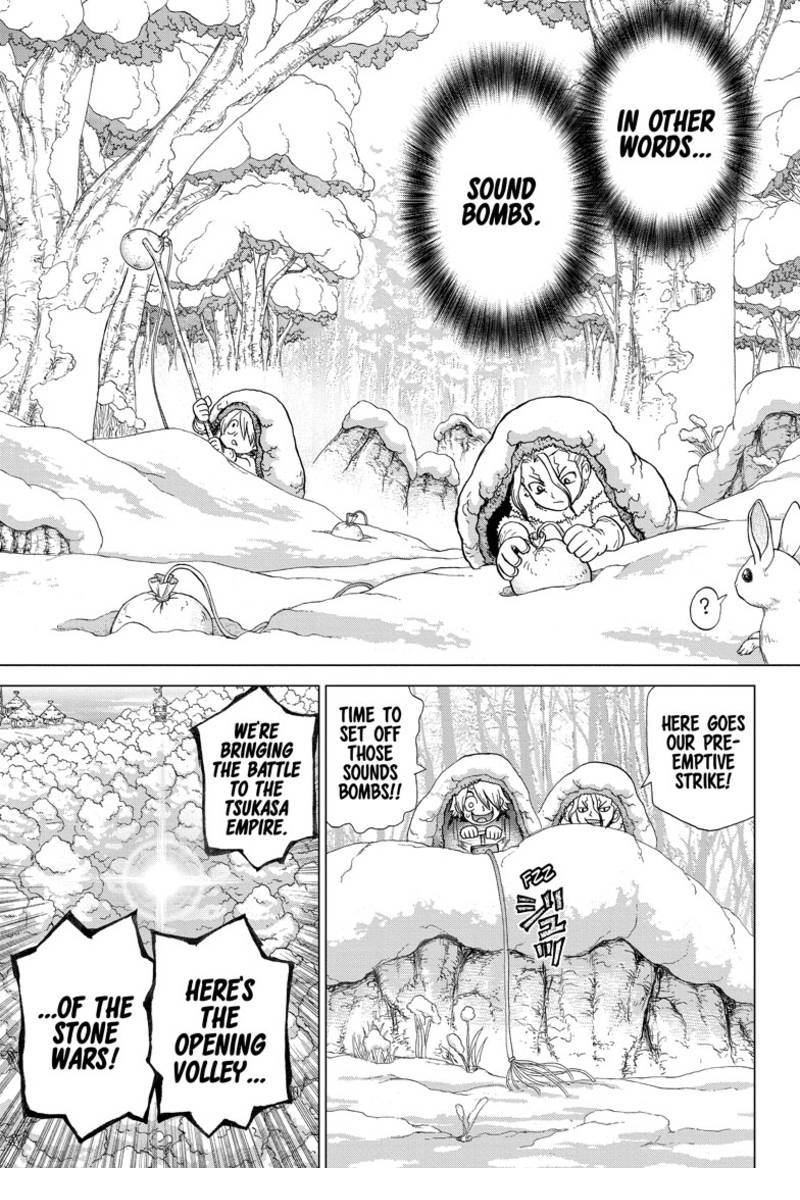 IN OTHER
WORDS...
SOUND
BOMBS.
?
HERE GOES
OUR PRE-
EMPTIVE
STRIKE!
TIME TO
SET OFF
THOSE
SOUNDS
BOMBS!!
FZZ
ジュッ
WE'RE
BRINGING
THE BATTLE
TO THE
TSUKASA
EMPIRE.
HERE'S
THE
OPENING
VOLLEY...
...OF THE
STONE
WARS!